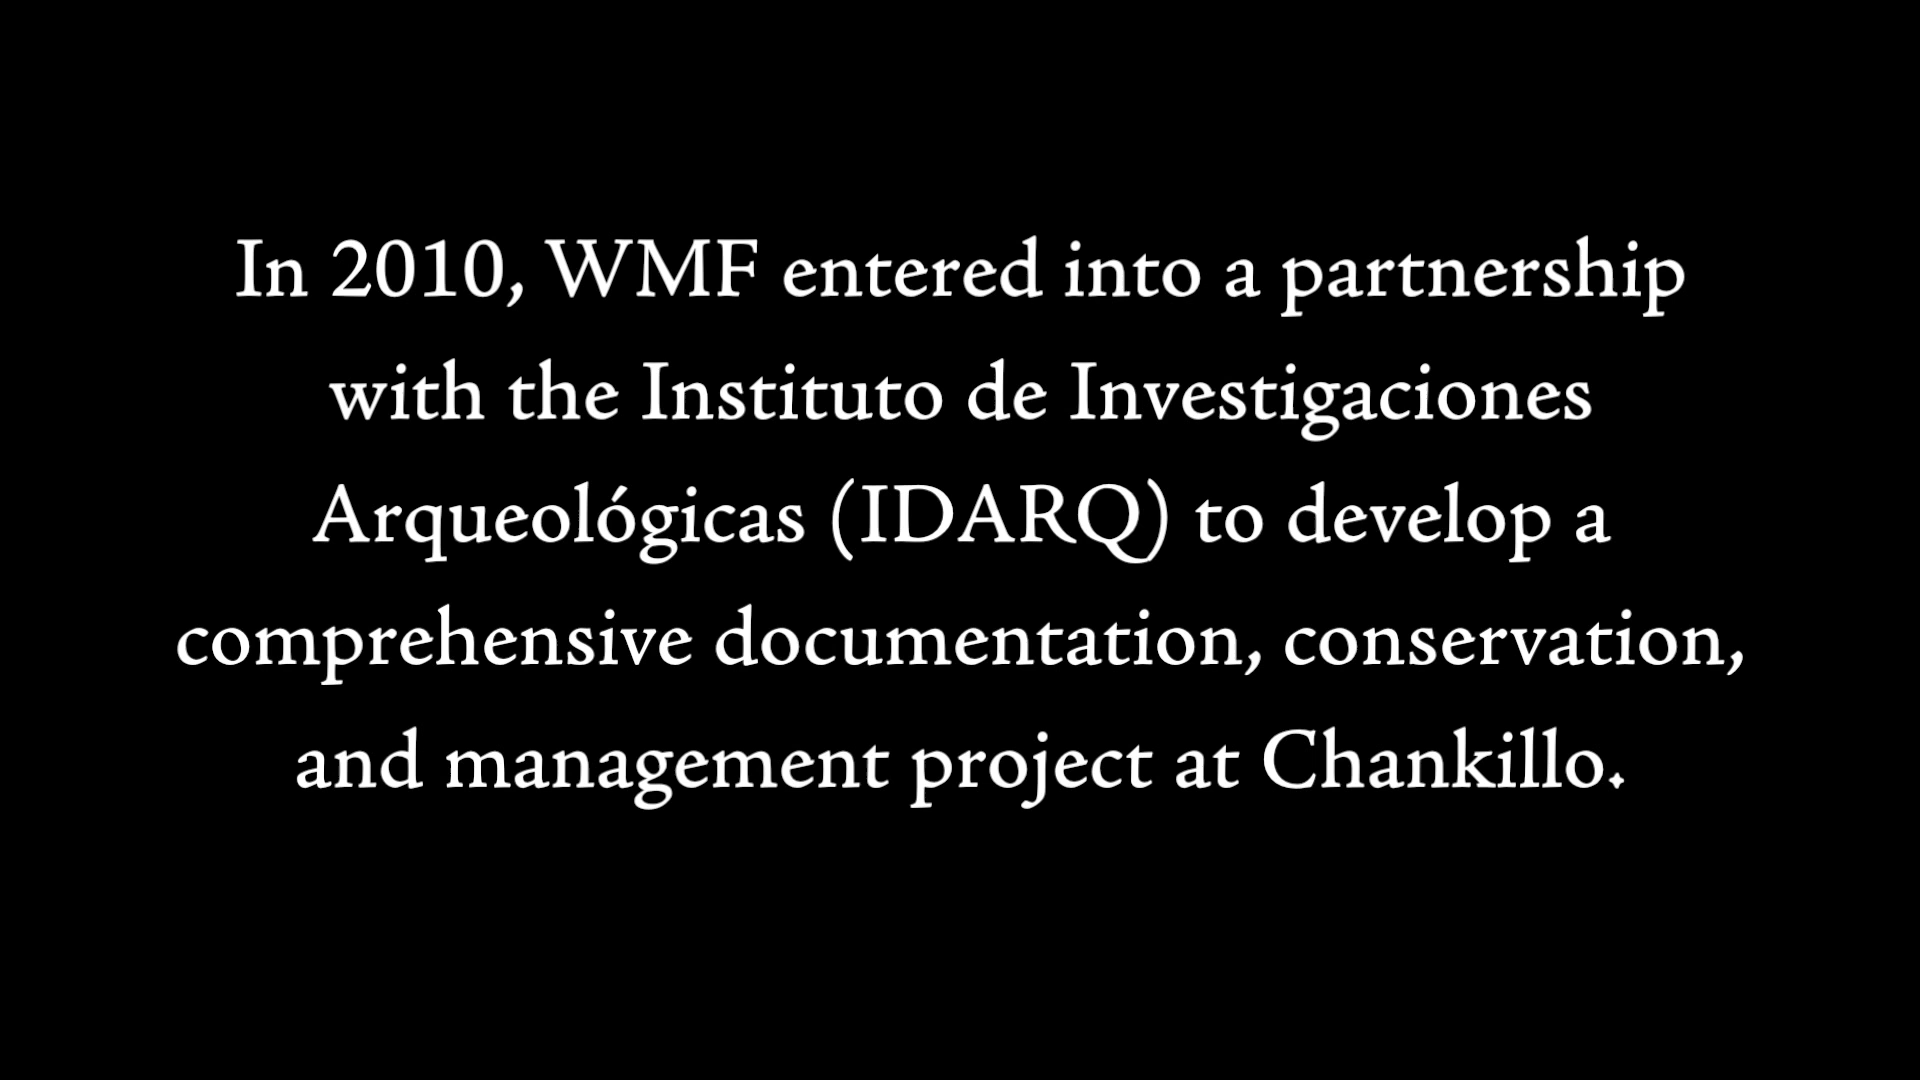 In 2010, WMF entered into a partnership
with the Instituto de Investigaciones
Arqueológicas (IDARQ) to develop a
comprehensive documentation, conservation,
and management project at Chankillo.